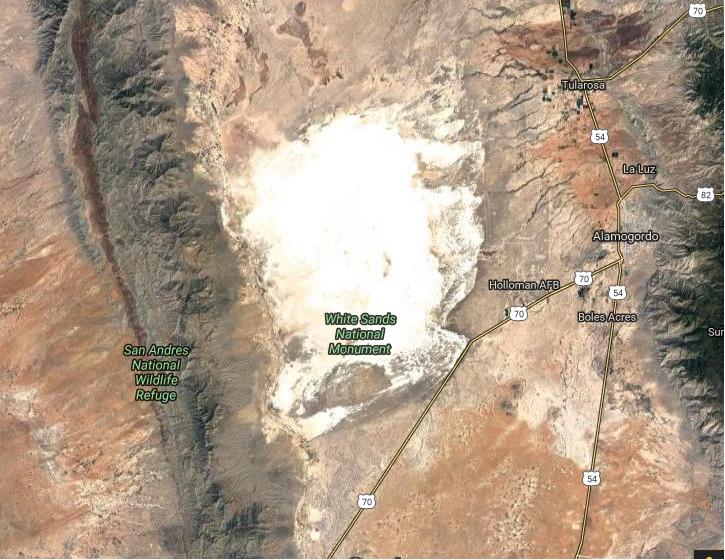 70
Tularosa
54
La Luz
82
Alamogordo
70
Holloman AFB
54
70
Boles Acres
White Sands
National
Monument
San Andres
National
Wildlife
Refuge
Sun
54
70